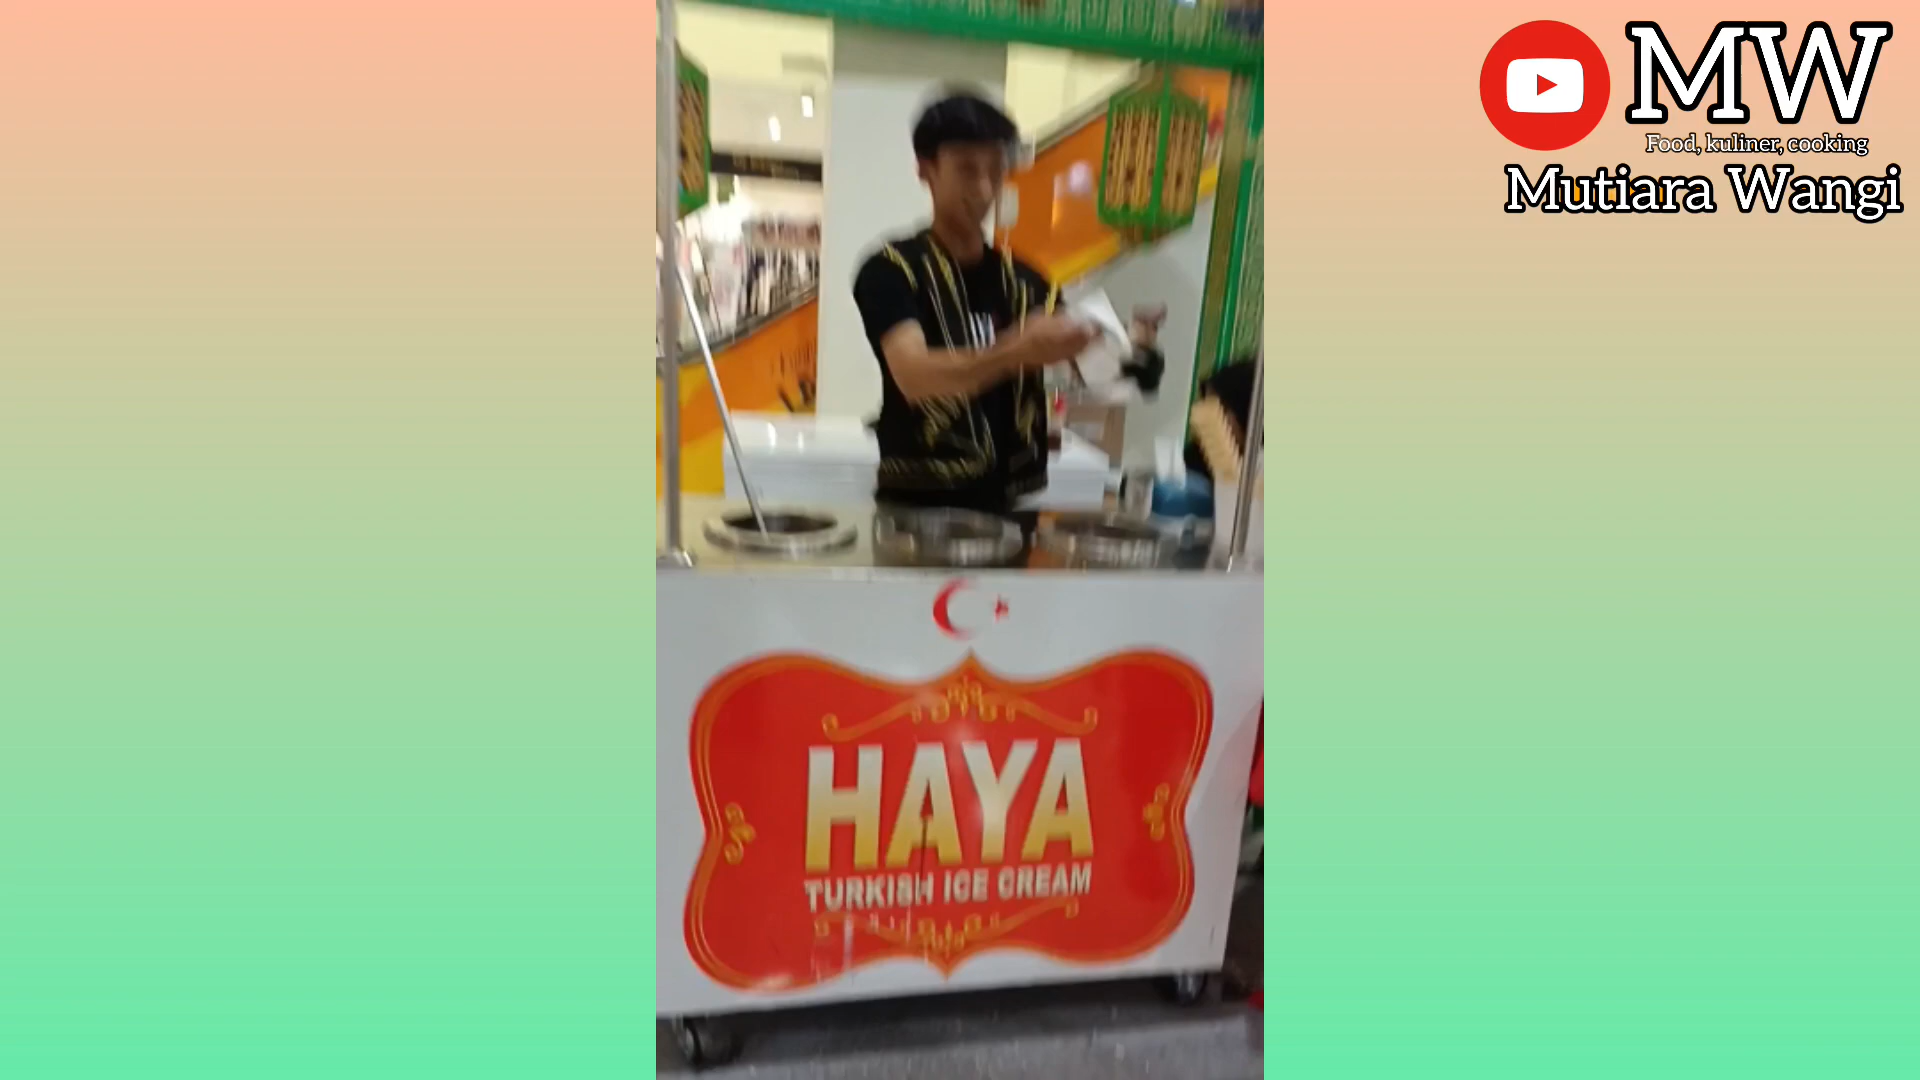 MW
Food, kuliner, cooking
Mutiara Wangi
HAYA
TURKISH ICE CREAM